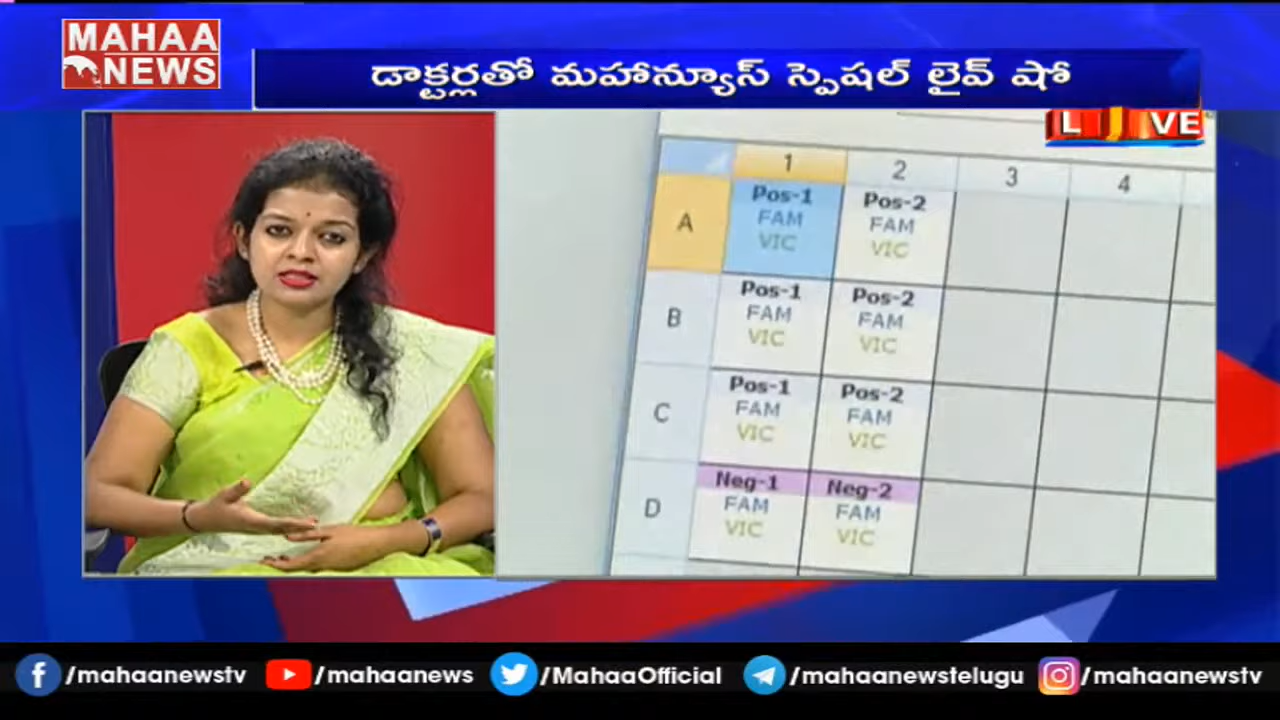 MAHAA
NEWS
డాక్టర్లతో మహాన్యూస్ స్పెషల్ లైవ్ షో
LIVE
1 2 3 4
A Pos-1 Pos-2
FAM FAM
VIC VIC
B Pos-1 Pos-2
FAM FAM
VIC VIC
C Pos-1 Pos-2
FAM FAM
VIC VIC
D Neg-1 Neg-2
FAM FAM
VIC VIC
/mahaanewstv /mahaanews /MahaaOfficial /mahaanewstelugu /mahaanewstv